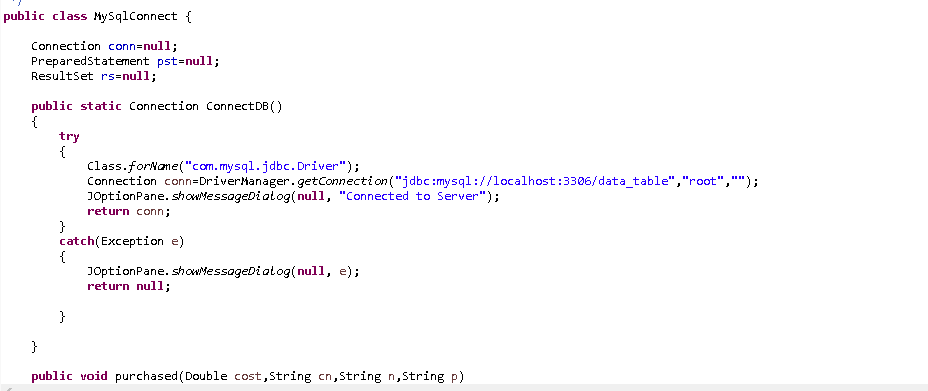 */
public class MySqlConnect {
Connection conn=null;
PreparedStatement pst=null;
ResultSet rs=null;
public static Connection ConnectDB()
{
try
{
Class.forName("com.mysql.jdbc.Driver");
Connection conn=DriverManager.getConnection("jdbc:mysql://localhost:3306/data_table","root","");
JOptionPane.showMessageDialog(null, "Connected to Server");
return conn;
}
catch(Exception e)
{
JOptionPane.showMessageDialog(null, e);
return null;
}
}
public void purchased(Double cost,String cn,String n,String p)